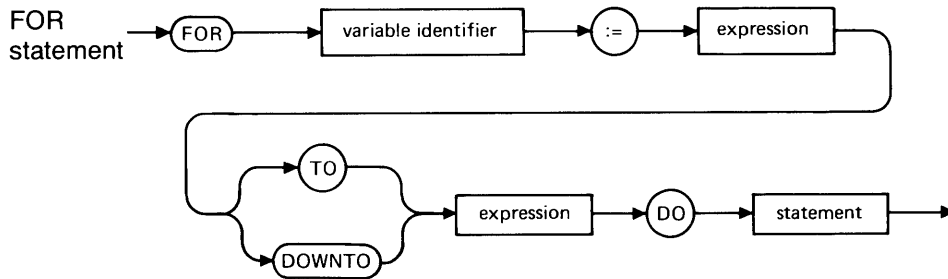 FOR
statement
FOR variable identifier := expression
TO
expression DO statement
DOWNTO